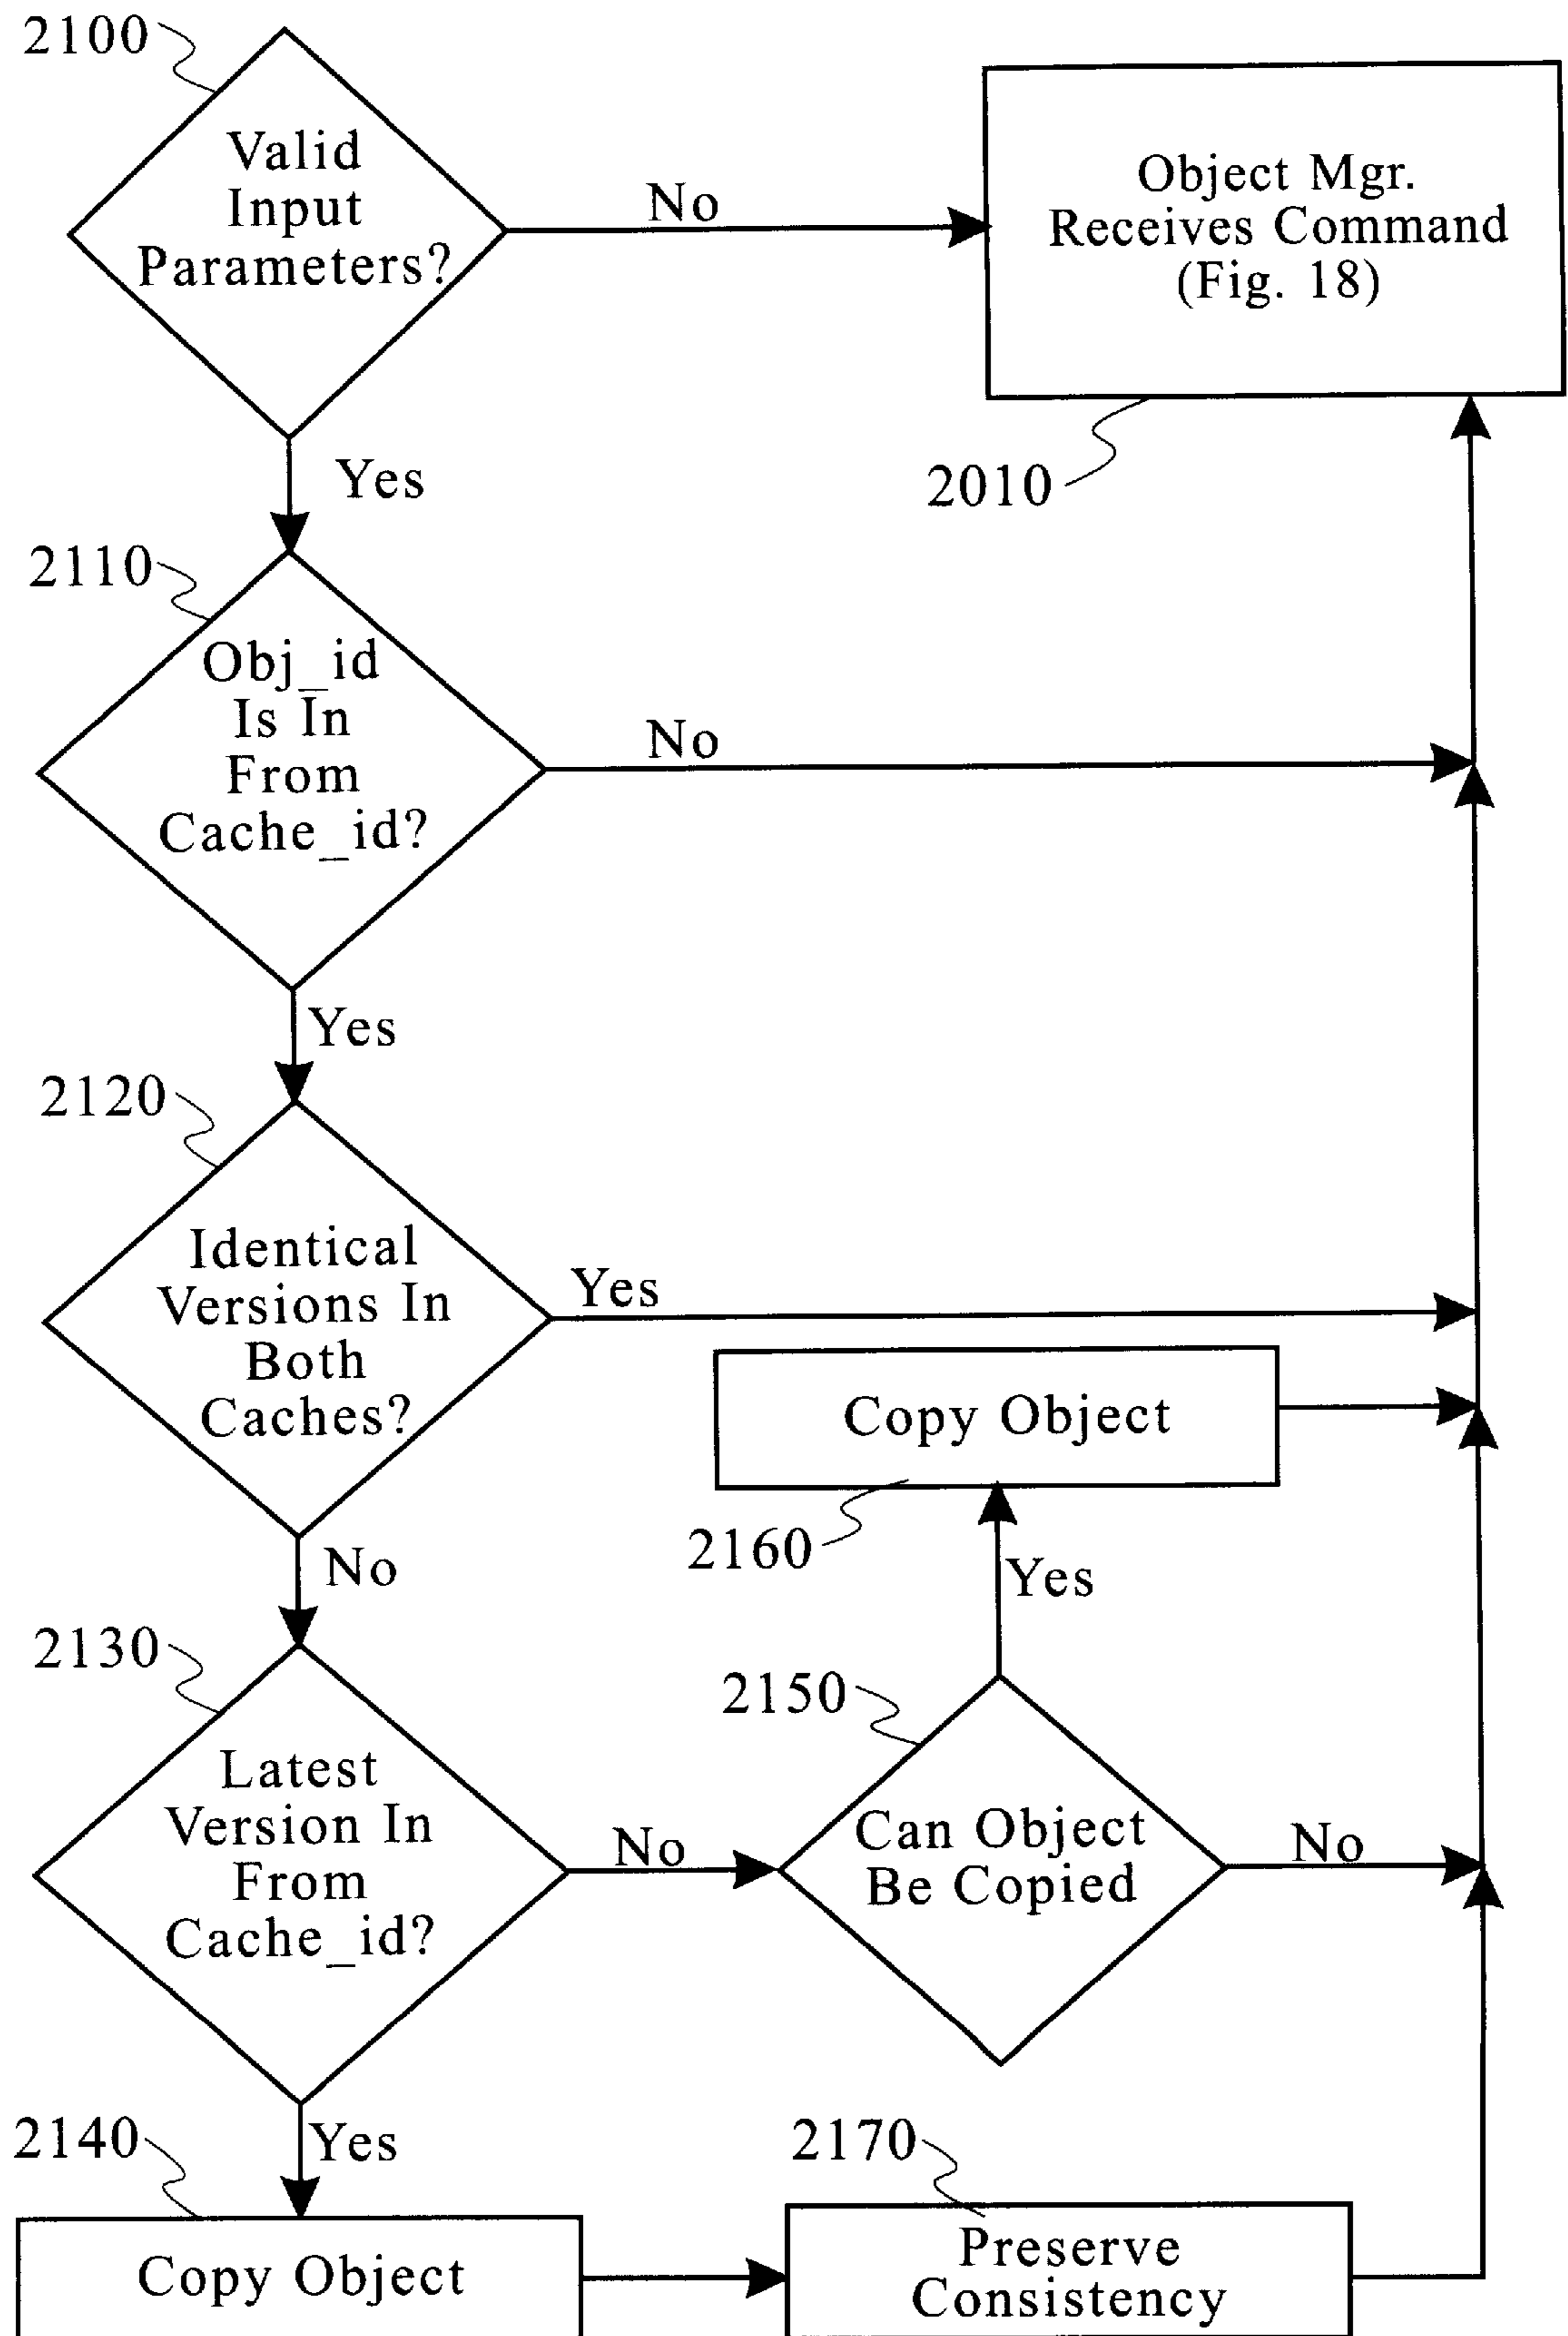 2100
Valid
Input
Parameters?
No
Object Mgr.
Receives Command
(Fig. 18)
2010
Yes
2110
Obj_id
Is In
From
Cache_id?
No
Yes
2120
Identical
Versions In
Both
Caches?
Yes
Copy Object
2160
Yes
No
2130
Latest
Version In
From
Cache_id?
No
2150
Can Object
Be Copied
No
Yes
2140
Copy Object
2170
Preserve
Consistency